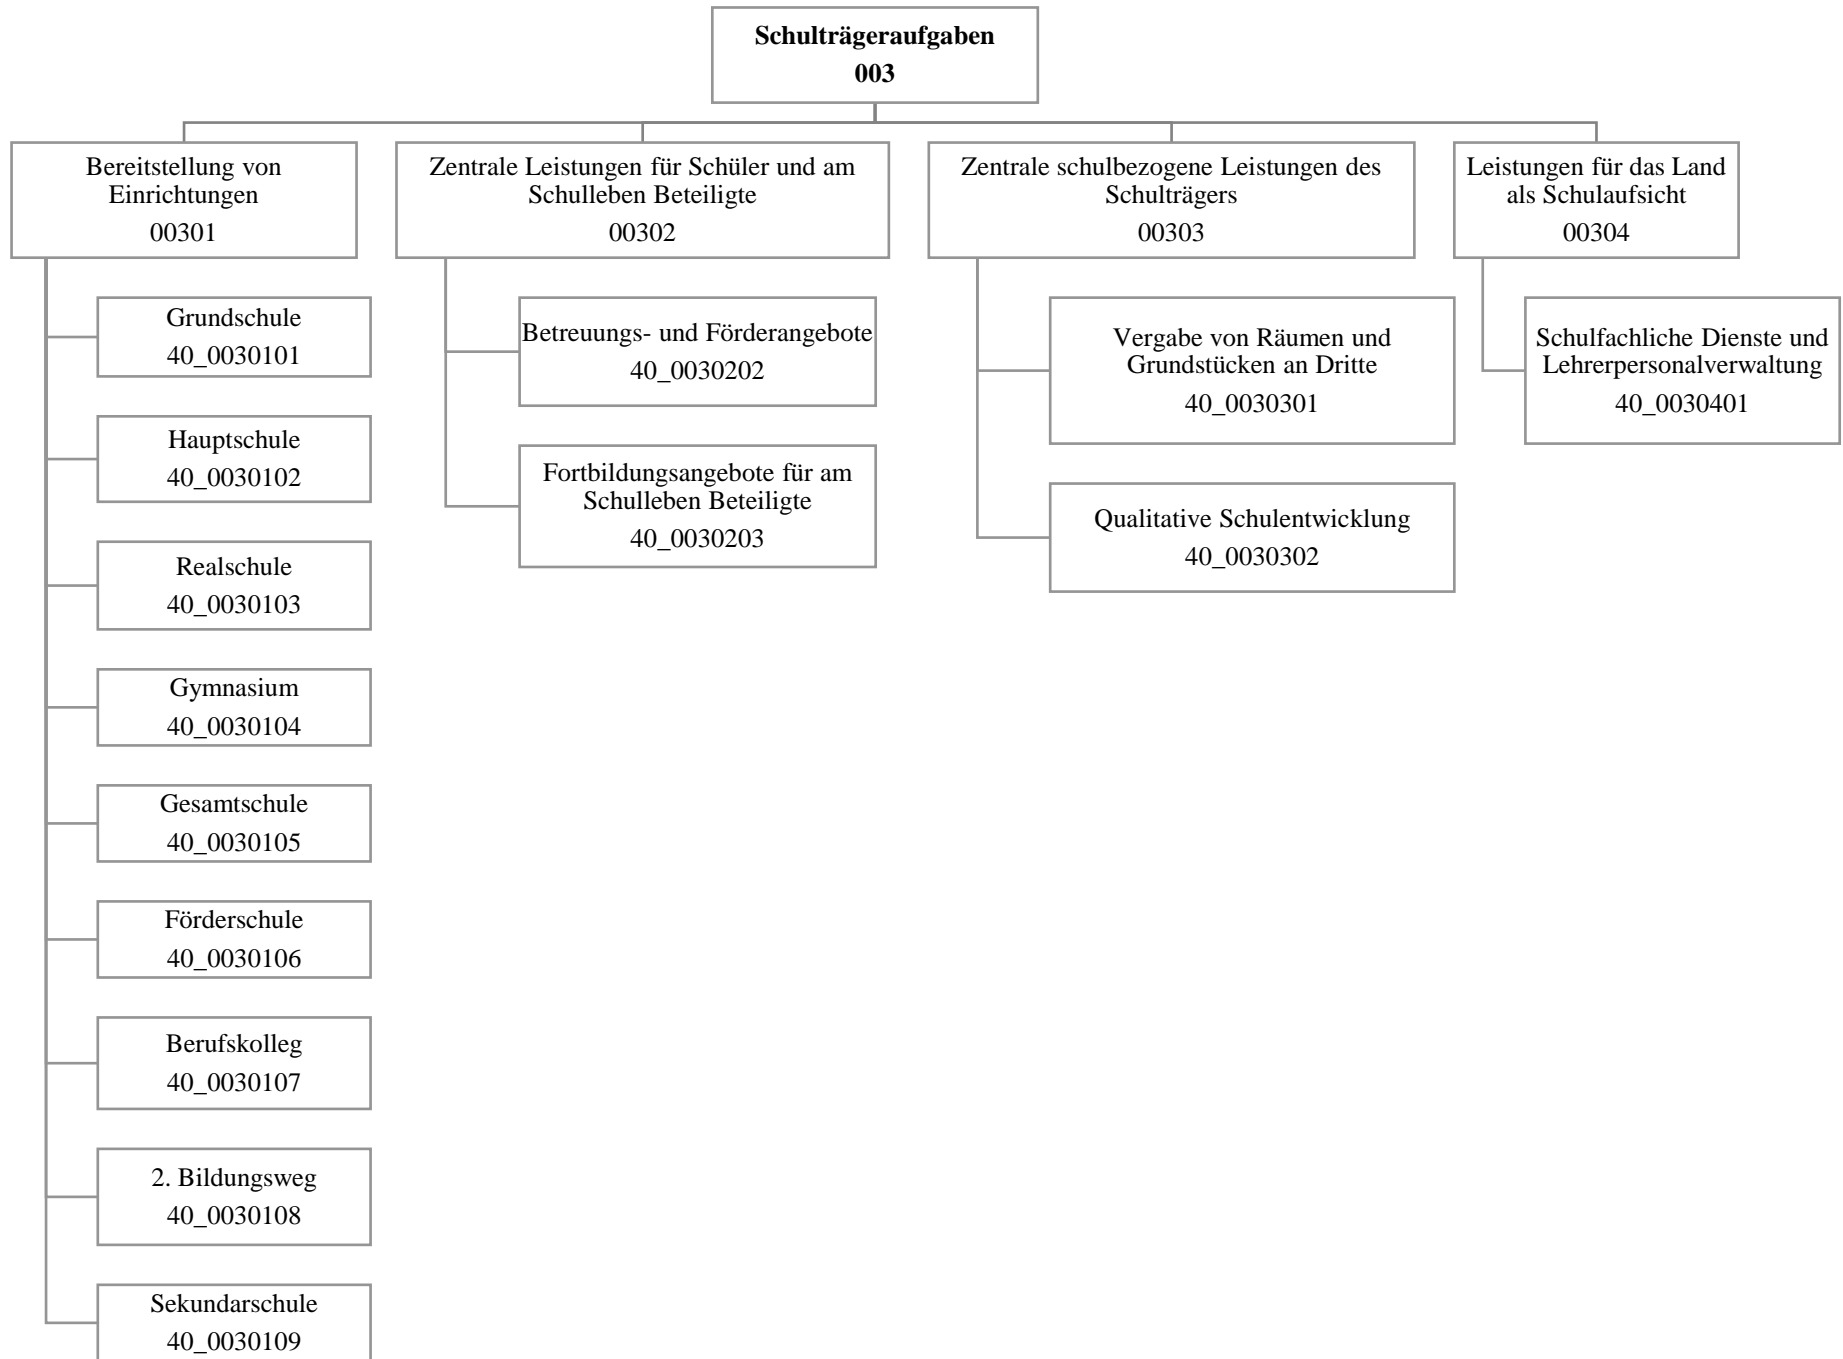 Schulträgeraufgaben
003
Bereitstellung von
Einrichtungen
00301
Grundschule
40_0030101
Hauptschule
40_0030102
Realschule
40_0030103
Gymnasium
40_0030104
Gesamtschule
40_0030105
Förderschule
40_0030106
Berufskolleg
40_0030107
2. Bildungsweg
40_0030108
Sekundarschule
40_0030109
Zentrale Leistungen für Schüler und am
Schulleben Beteiligte
00302
Betreuungs- und Förderangebote
40_0030202
Fortbildungsangebote für am
Schulleben Beteiligte
40_0030203
Zentrale schulbezogene Leistungen des
Schulträgers
00303
Vergabe von Räumen und
Grundstücken an Dritte
40_0030301
Qualitative Schulentwicklung
40_0030302
Leistungen für das Land
als Schulaufsicht
00304
Schulfachliche Dienste und
Lehrerpersonalverwaltung
40_0030401